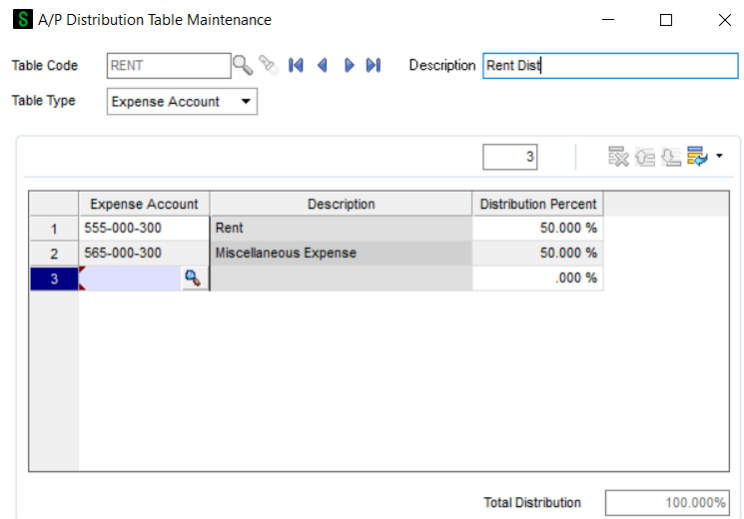 S A/P Distribution Table Maintenance
Table Code RENT Description Rent Dist
Table Type Expense Account
3
Expense Account Description Distribution Percent
1 555-000-300 Rent 50.000 %
2 565-000-300 Miscellaneous Expense 50.000 %
3 .000 %
Total Distribution 100.000%